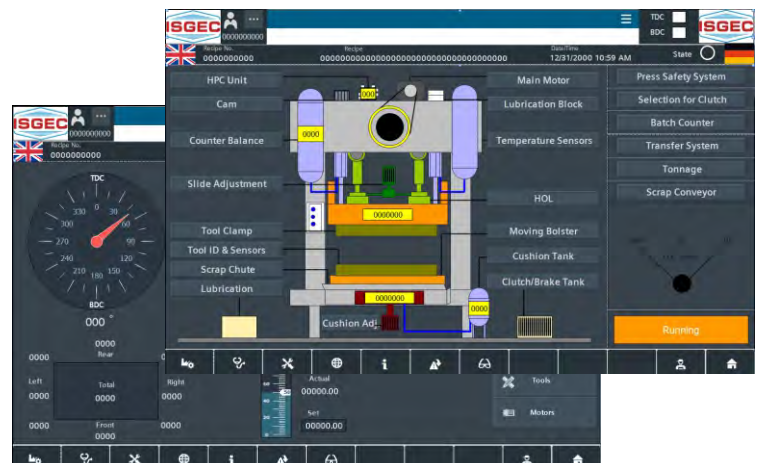 ISGEC
...
0000000000
TDC
BDC
ISGEC
Recipe No.
0000000000
Recipe
Date/Time
12/31/2000 10:59 AM
State
HPC Unit
000
Main Motor
Press Safety System
Cam
Lubrication Block
Selection for Clutch
Batch Counter
Counter Balance
0000
Temperature Sensors
Transfer System
Tonnage
Slide Adjustment
HOL
Scrap Conveyor
0000000
Tool Clamp
Moving Bolster
Tool ID & Sensors
Cushion Tank
Scrap Chute
Clutch/Brake Tank
Lubrication
0000000
0000
Cushion Adj
Running
ISGEC
...
0000000000
Recipe No.
0000000000
TDC
0
330
30
300
60
270
90
240
120
210
180
150
BDC
000 °
0000
Rear
0000
Left
Total
Right
0000
0000
0000
0000
Front
0000
0000
Actual
00000.00
Set
00000.00
Tools
Motors